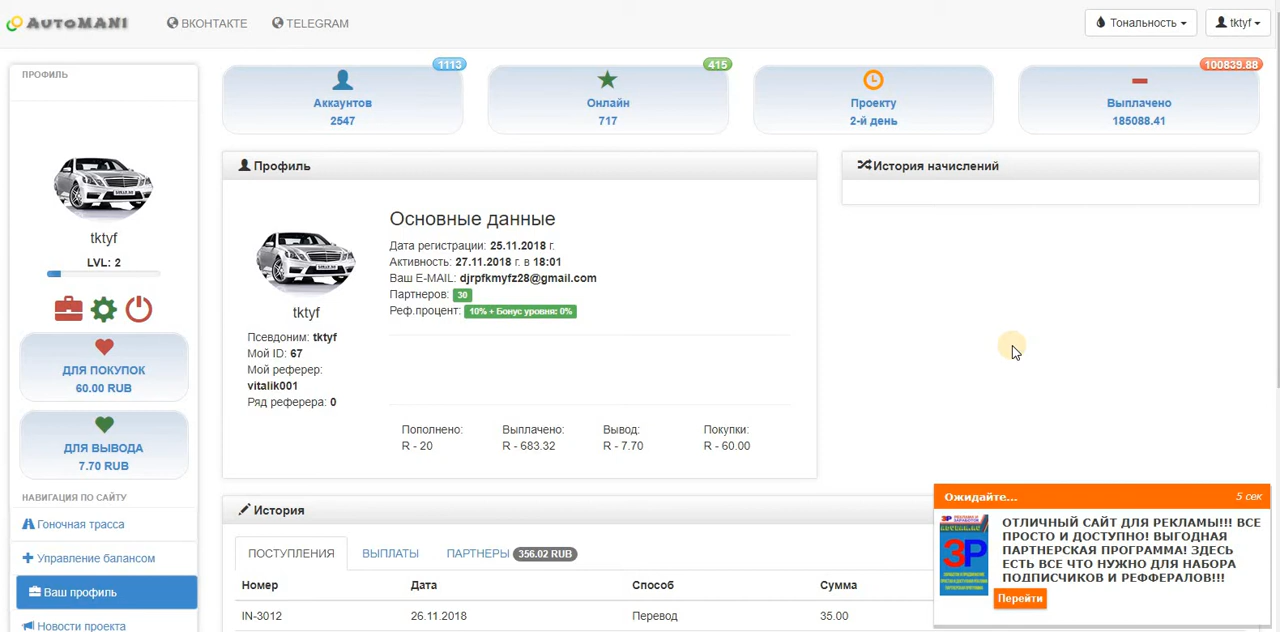 AUTOMANI
ВКОНТАКТЕ
TELEGRAM
Тональность
tktyf
ПРОФИЛЬ
tktyf
LVL: 2
ДЛЯ ПОКУПОК
60.00 RUB
ДЛЯ ВЫВОДА
7.70 RUB
НАВИГАЦИЯ ПО САЙТУ
Гоночная трасса
Управление балансом
Ваш профиль
Новости проекта
1113
Аккаунтов
2547
415
Онлайн
717
Проекту
2-й день
100839.88
Выплачено
185088.41
Профиль
tktyf
Псевдоним: tktyf
Мой ID: 67
Мой реферер:
vitalik001
Ряд реферера: 0
Основные данные
Дата регистрации: 25.11.2018 г.
Активность: 27.11.2018 г. в 18:01
Ваш E-MAIL: djrpfkmyfz28@gmail.com
Партнеров: 30
Реф.процент: 10% + Бонус уровня: 0%
Пополнено: Выплачено: Вывод: Покупки:
R - 20 R - 683.32 R - 7.70 R - 60.00
История начислений
История
ПОСТУПЛЕНИЯ ВЫПЛАТЫ ПАРТНЕРЫ 356.02 RUB
Номер Дата Способ Сумма
IN-3012 26.11.2018 Перевод 35.00
Ожидайте... 5 сек
ЗР
ОТЛИЧНЫЙ САЙТ ДЛЯ РЕКЛАМЫ!!! ВСЕ
ПРОСТО И ДОСТУПНО! ВЫГОДНАЯ
ПАРТНЕРСКАЯ ПРОГРАММА! ЗДЕСЬ
ЕСТЬ ВСЕ ЧТО НУЖНО ДЛЯ НАБОРА
ПОДПИСЧИКОВ И РЕФФЕРАЛОВ!!!
Перейти